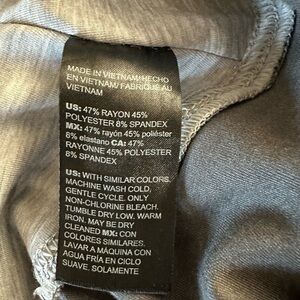 MADE IN VIETNAM/HECHO
EN VIETNAM/ FABRIQUÉ AU
VIETNAM
US: 47% RAYON 45%
POLYESTER 8% SPANDEX
MX: 47% rayón 45% poliéster
8% elastano CA: 47%
RAYONNE 45% POLYESTER
8% SPANDEX
US: WITH SIMILAR COLORS.
MACHINE WASH COLD,
GENTLE CYCLE. ONLY
NON-CHLORINE BLEACH.
TUMBLE DRY LOW. WARM
IRON. MAY BE DRY
CLEANED MX: CON
COLORES SIMILARES.
LAVAR A MÁQUINA CON
AGUA FRÍA EN CICLO
SUAVE. SOLAMENTE